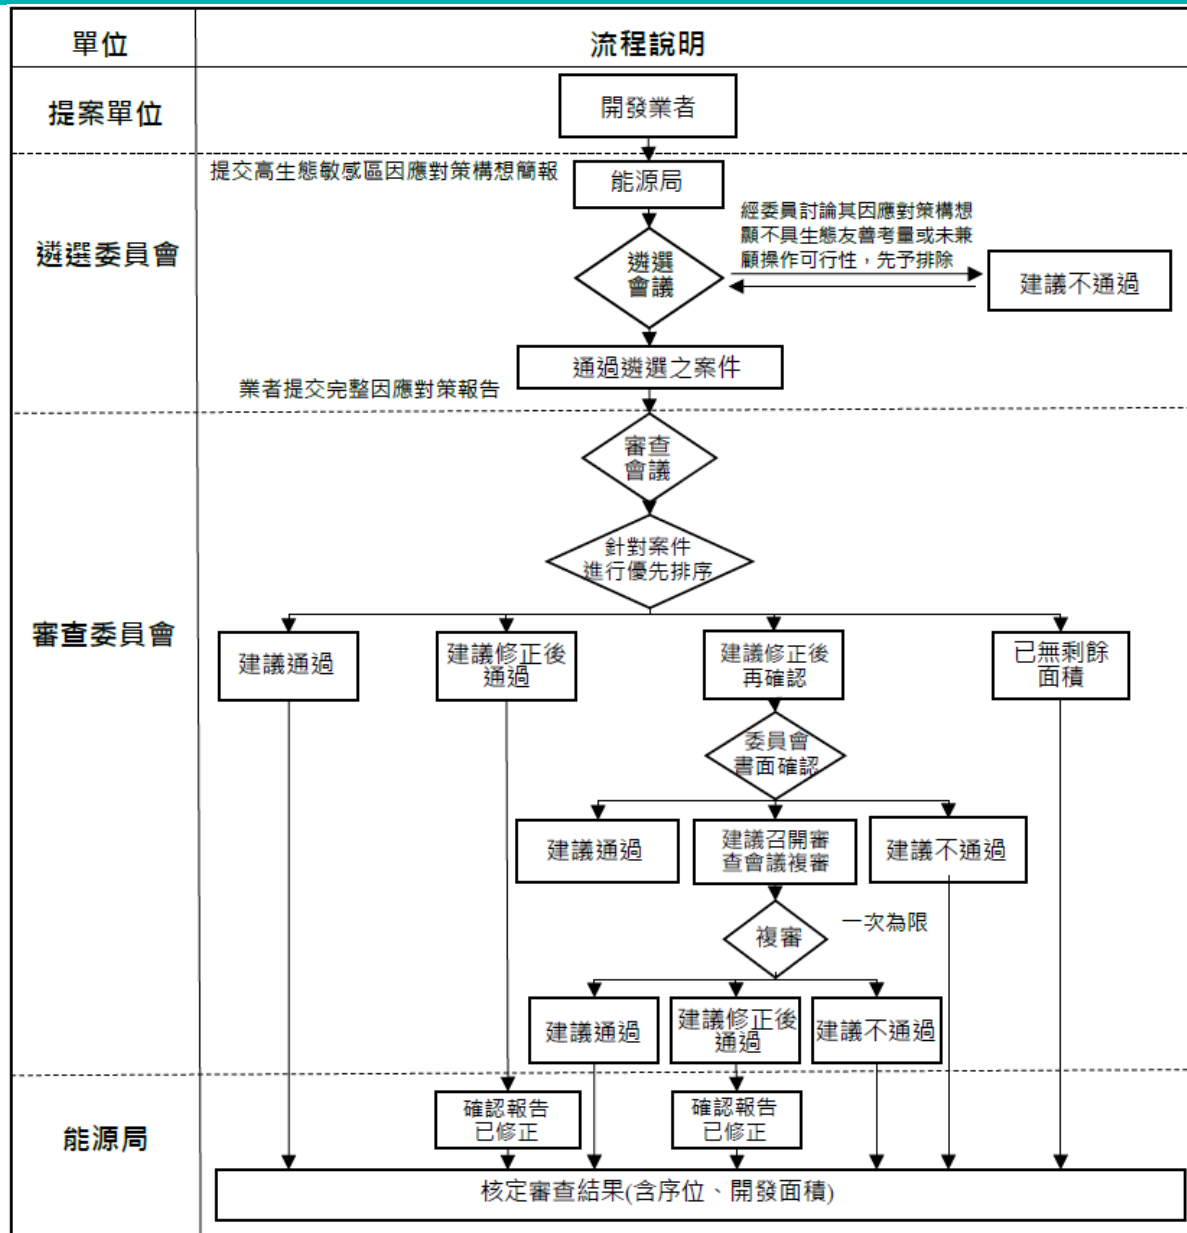 單位
流程說明
提案單位
開發業者
提交高生態敏感區因應對策構想簡報
能源局
遴選委員會
遴選
會議
經委員討論其因應對策構想
顯不具生態友善考量或未兼
顧操作可行性，先予排除
建議不通過
通過遴選之案件
業者提交完整因應對策報告
審查委員會
審查
會議
針對案件
進行優先排序
建議通過
建議修正後
通過
建議修正後
再確認
已無剩餘
面積
委員會
書面確認
建議通過
建議召開審
查會議複審
建議不通過
複審
一次為限
建議通過
建議修正後
通過
建議不通過
能源局
確認報告
已修正
確認報告
已修正
核定審查結果(含序位、開發面積)